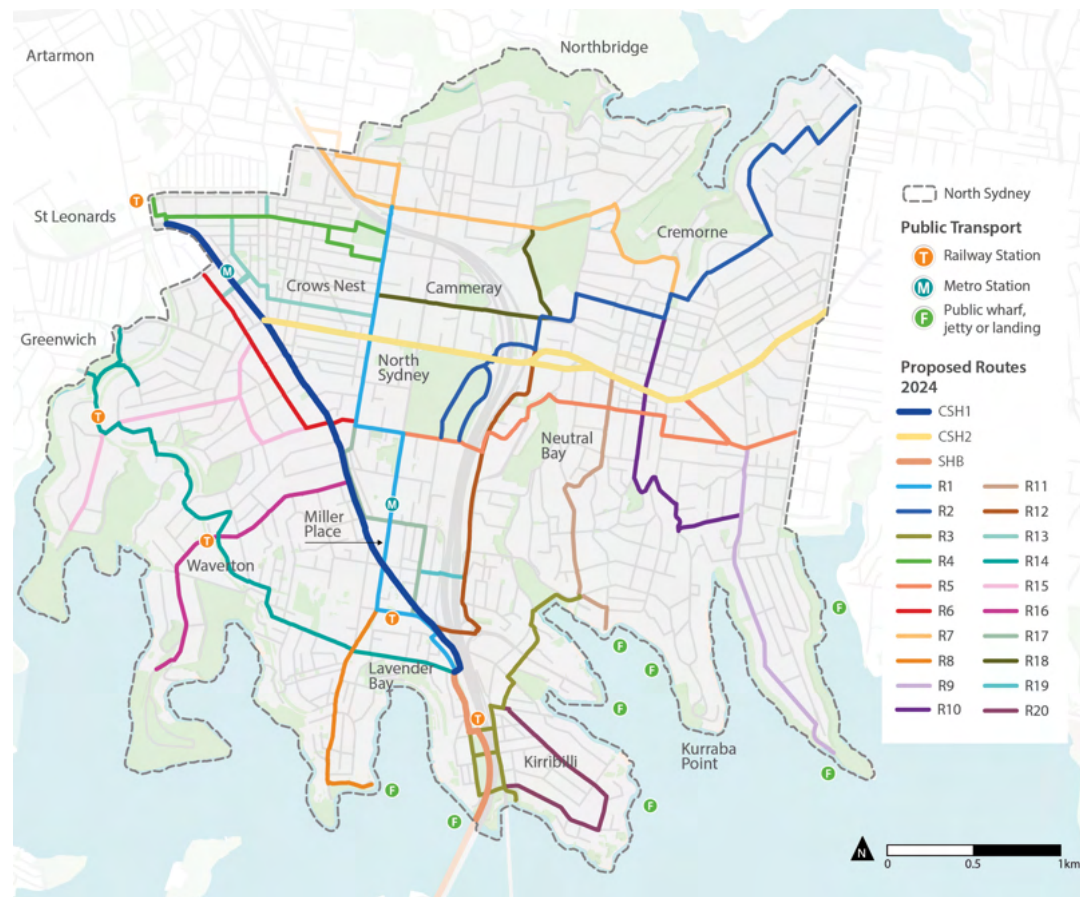 Northbridge
Artarmon
St Leonards
T
M
Crows Nest
Cammeray
Cremorne
Greenwich
T
North
Sydney
Neutral
Bay
M
Miller
Place
T
Waverton
T
Lavender
Bay
T
Kirribilli
Kurraba
Point
F
F
F
F
F
F
F
F
North Sydney
Public Transport
T Railway Station
M Metro Station
F Public wharf,
jetty or landing
Proposed Routes
2024
CSH1
CSH2
SHB
R1 R11
R2 R12
R3 R13
R4 R14
R5 R15
R6 R16
R7 R17
R8 R18
R9 R19
R10 R20
N
0 0.5 1km